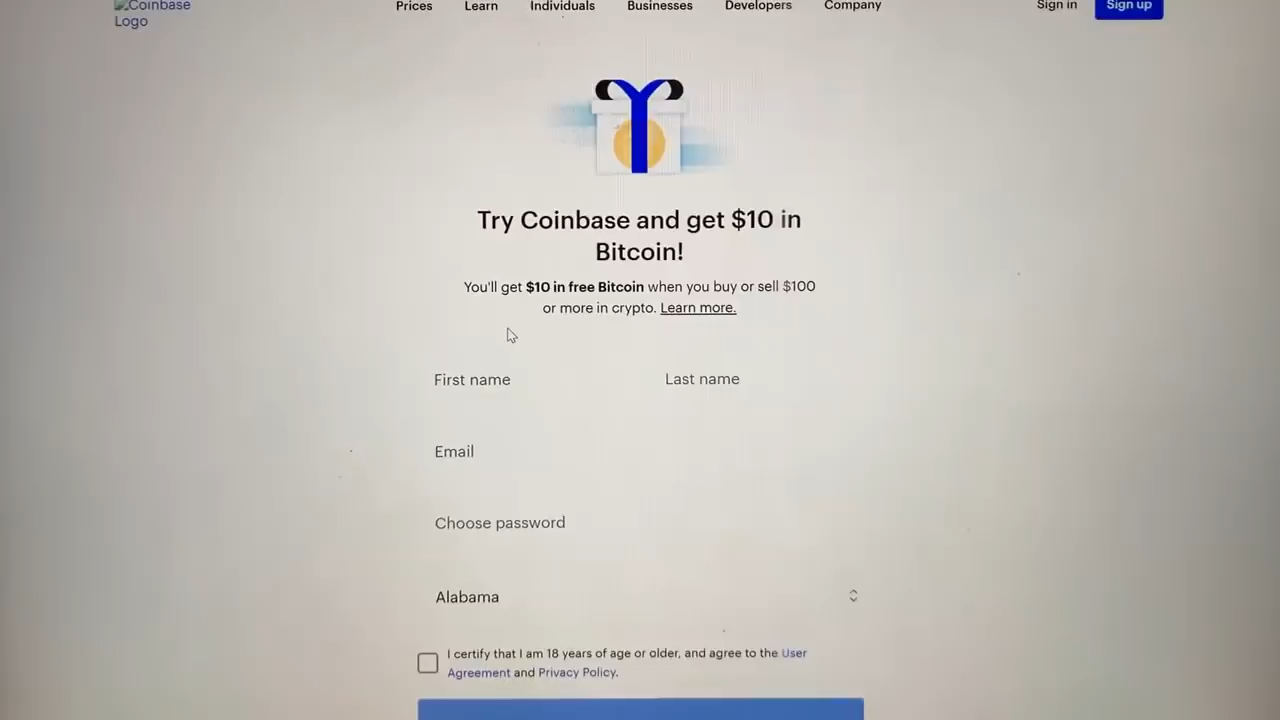 Coinbase
Logo
Prices Learn Individuals Businesses Developers Company Sign in Sign up
Try Coinbase and get $10 in
Bitcoin!
You'll get $10 in free Bitcoin when you buy or sell $100
or more in crypto. Learn more.
First name Last name
Email
Choose password
Alabama
I certify that I am 18 years of age or older, and agree to the User
Agreement and Privacy Policy.